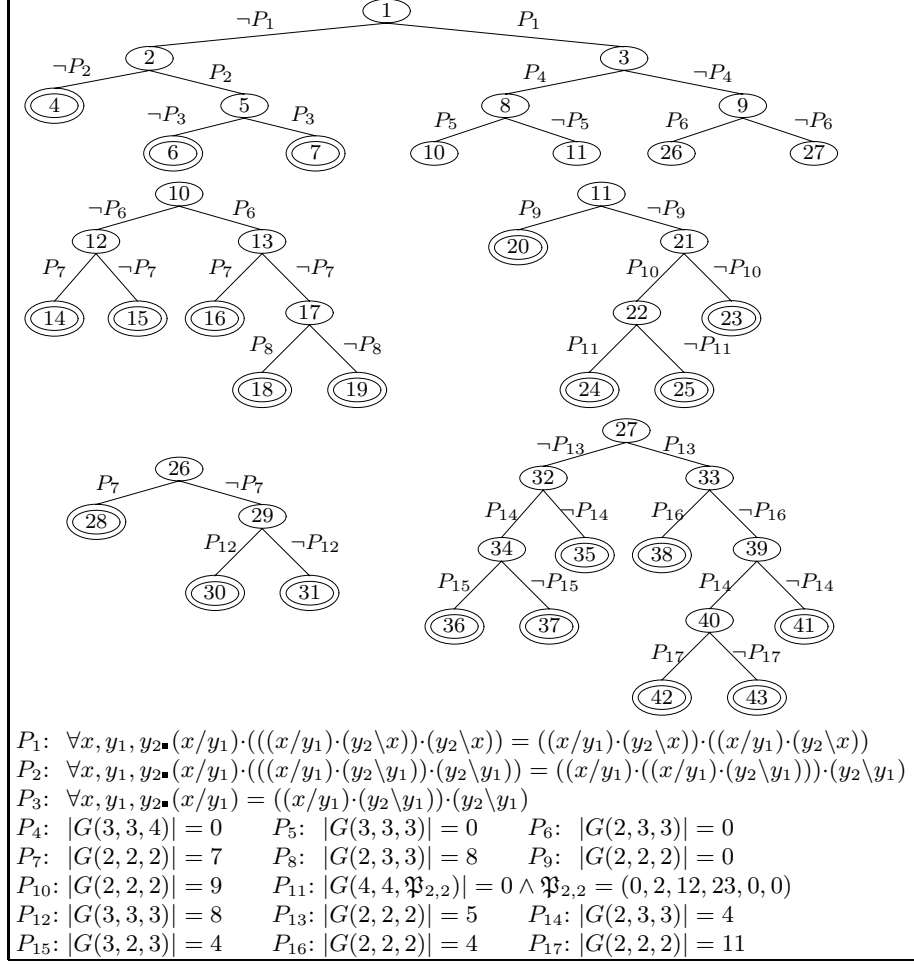 1
¬P₁ P₁
2 3
¬P₂ P₂ P₄ ¬P₄
4 5 8 9
¬P₃ P₃ P₅ ¬P₅ P₆ ¬P₆
6 7 10 11 26 27
10 11
¬P₆ P₆ P₉ ¬P₉
12 13 20 21
P₇ ¬P₇ P₇ ¬P₇ P₁₀ ¬P₁₀
14 15 16 17 22 23
P₈ ¬P₈ P₁₁ ¬P₁₁
18 19 24 25
26 27
P₇ ¬P₇ ¬P₁₃ P₁₃
28 29 32 33
P₁₂ ¬P₁₂ P₁₄ ¬P₁₄ P₁₆ ¬P₁₆
30 31 34 35 38 39
P₁₅ ¬P₁₅ P₁₄ ¬P₁₄
36 37 40 41
P₁₇ ¬P₁₇
42 43
P₁: ∀x, y₁, y₂▪(x/y₁)·(((x/y₁)·(y₂\x))·(y₂\x)) = ((x/y₁)·(y₂\x))·((x/y₁)·(y₂\x))
P₂: ∀x, y₁, y₂▪(x/y₁)·(((x/y₁)·(y₂\y₁))·(y₂\y₁)) = ((x/y₁)·((x/y₁)·(y₂\y₁)))·(y₂\y₁)
P₃: ∀x, y₁, y₂▪(x/y₁) = ((x/y₁)·(y₂\y₁))·(y₂\y₁)
P₄: |G(3, 3, 4)| = 0 P₅: |G(3, 3, 3)| = 0 P₆: |G(2, 3, 3)| = 0
P₇: |G(2, 2, 2)| = 7 P₈: |G(2, 3, 3)| = 8 P₉: |G(2, 2, 2)| = 0
P₁₀: |G(2, 2, 2)| = 9 P₁₁: |G(4, 4, 𝔓₂,₂)| = 0 ∧ 𝔓₂,₂ = (0, 2, 12, 23, 0, 0)
P₁₂: |G(3, 3, 3)| = 8 P₁₃: |G(2, 2, 2)| = 5 P₁₄: |G(2, 3, 3)| = 4
P₁₅: |G(3, 2, 3)| = 4 P₁₆: |G(2, 2, 2)| = 4 P₁₇: |G(2, 2, 2)| = 11